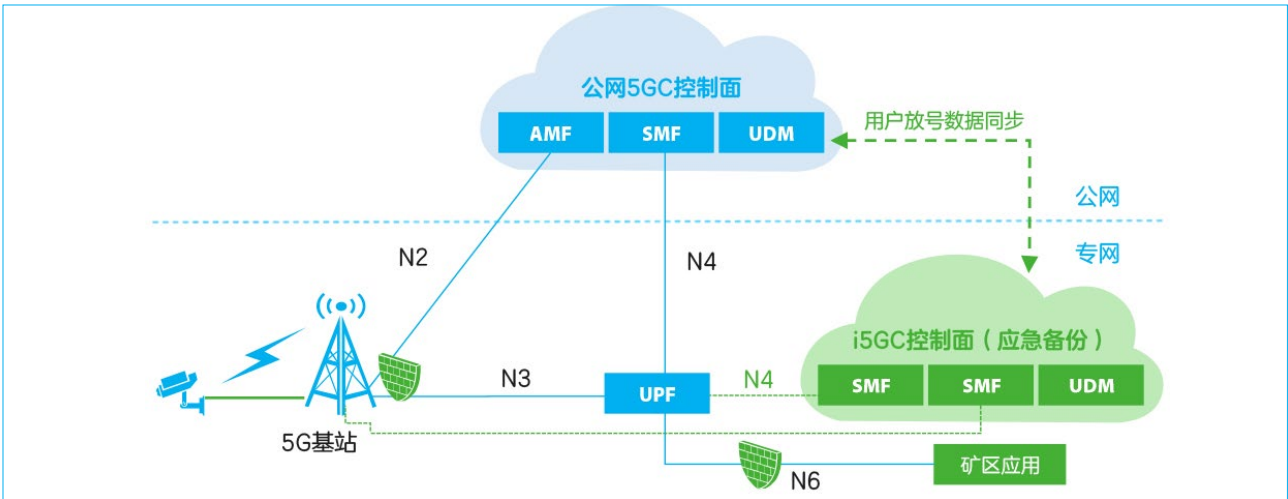 公网5GC控制面
AMF SMF UDM
用户放号数据同步
公网
专网
N2
N4
i5GC控制面（应急备份）
SMF SMF UDM
N3
UPF
N4
5G基站
N6
矿区应用